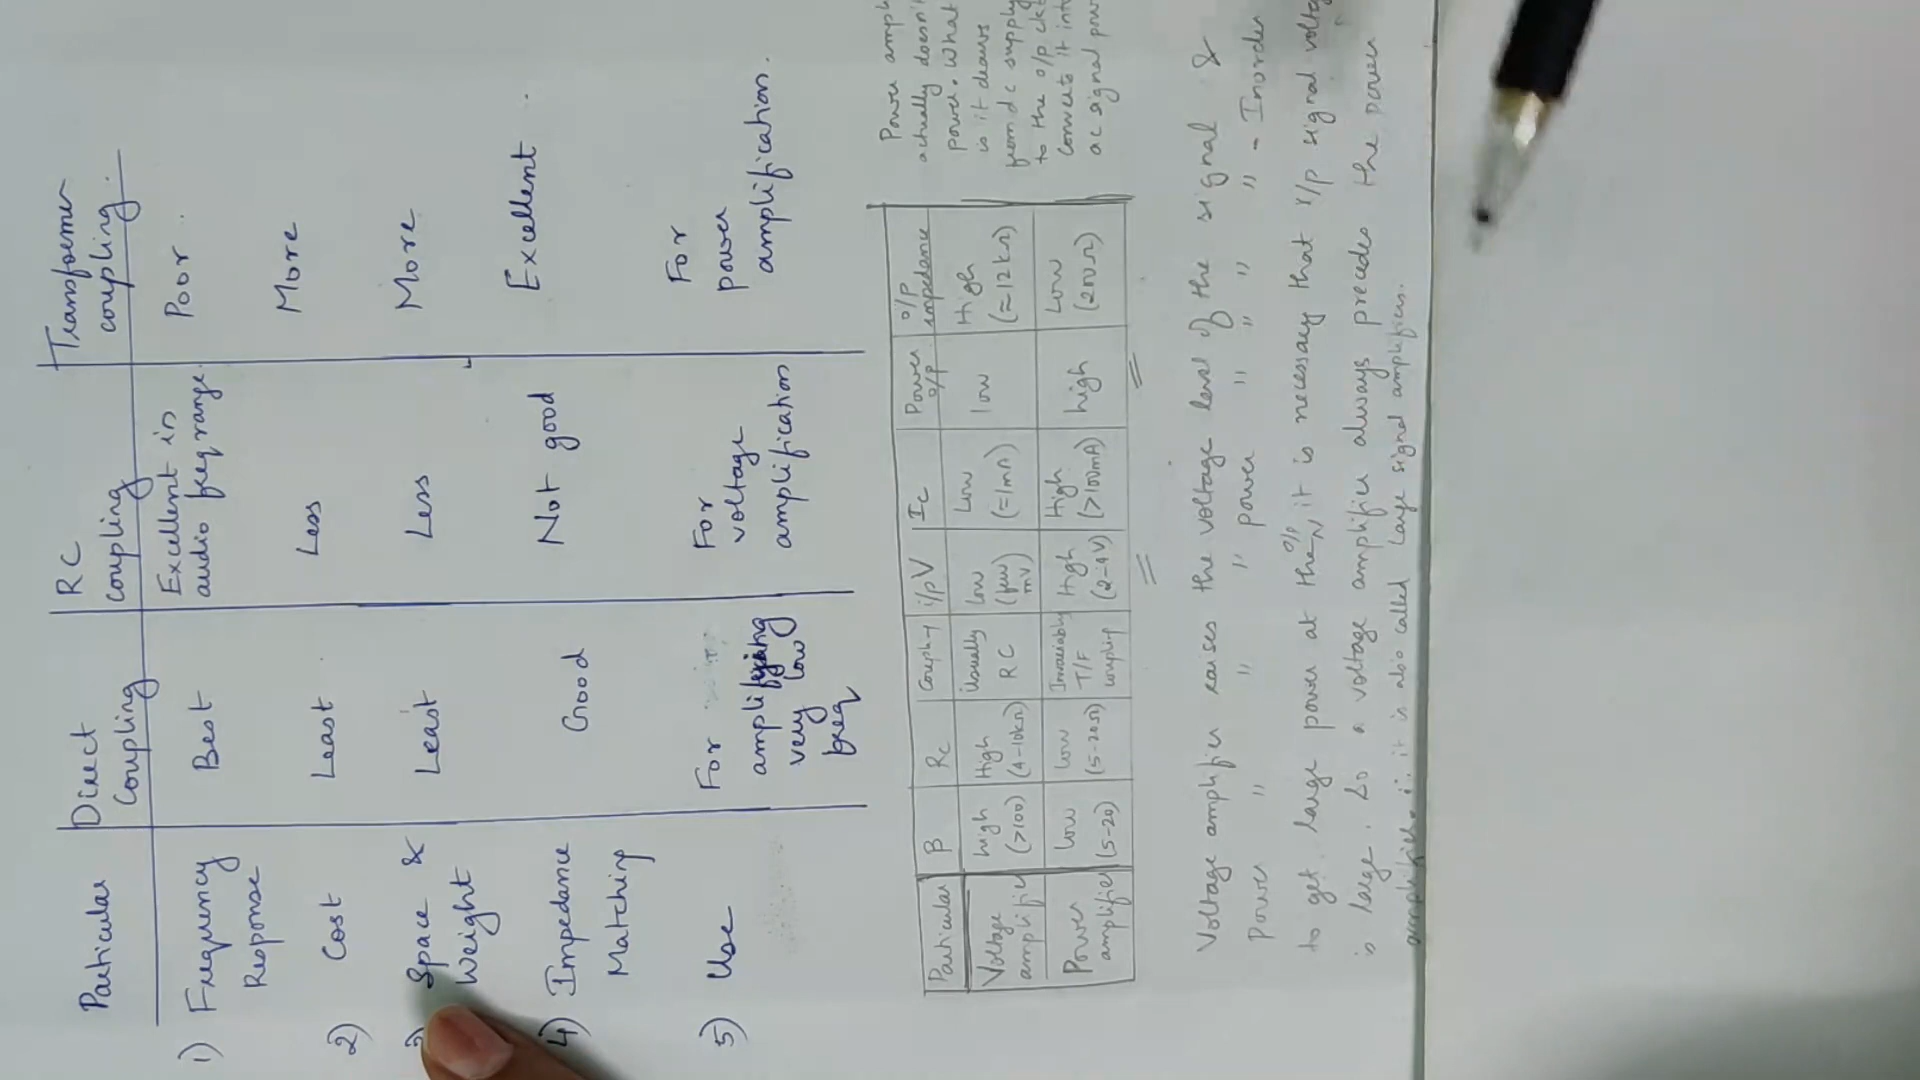 Particular Direct Coupling RC Coupling Transformer coupling
1) Frequency Response Best Excellent in audio freq range. Poor
2) Cost Least Less More
3) Space & Weight Least Less More
4) Impedance Matching Good Not good Excellent
5) Use For amplifying very low freq For voltage amplification For power amplification.
Particular β Rc i/pV Ic Power o/p o/p impedance
Voltage amplifier high (>100) High (4-10kΩ) Usually RC Low (few mV) Low (≈1mA) low High (≈12kΩ)
Power amplifier low (5-20) low (5-20Ω) Invariably T/F coupling High (2-4V) High (>100mA) high Low (200Ω)
Power
actually
power. What
is it draws
from dc supply
to the o/p ckt
converts it
ac signal
Voltage amplifier raises the voltage level of the signal &
Power " " " power " " " " - Inorder
to get large power at the o/p, it is necessary that i/p signal
is large. So a voltage amplifier always precedes the power
amplifier ∴ it is also called large signal amplifiers.